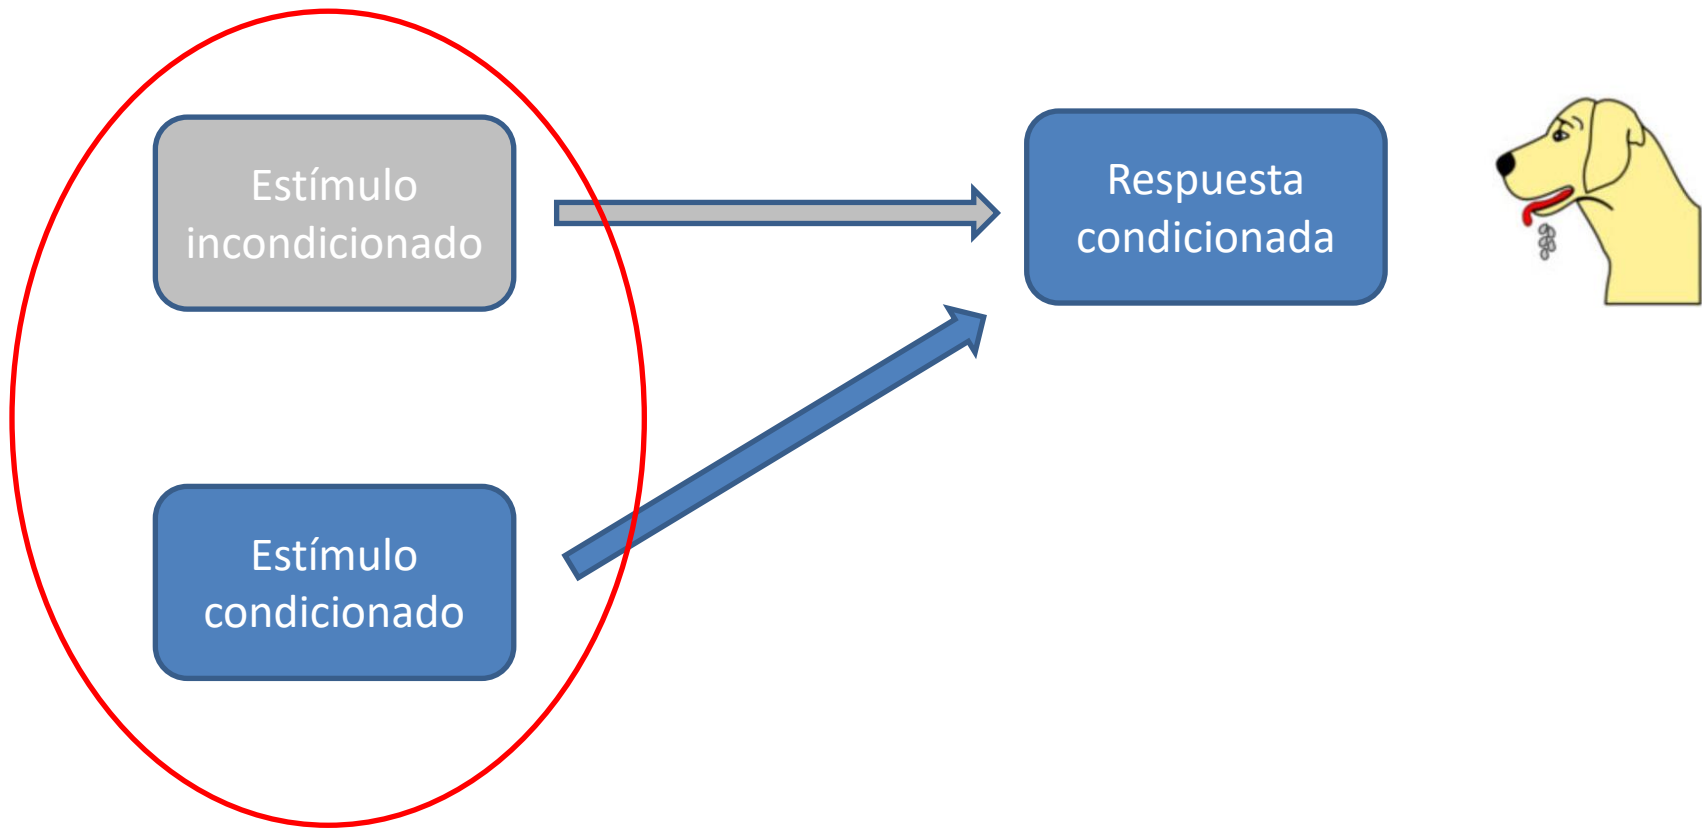 Estímulo
incondicionado
Respuesta
condicionada
Estímulo
condicionado